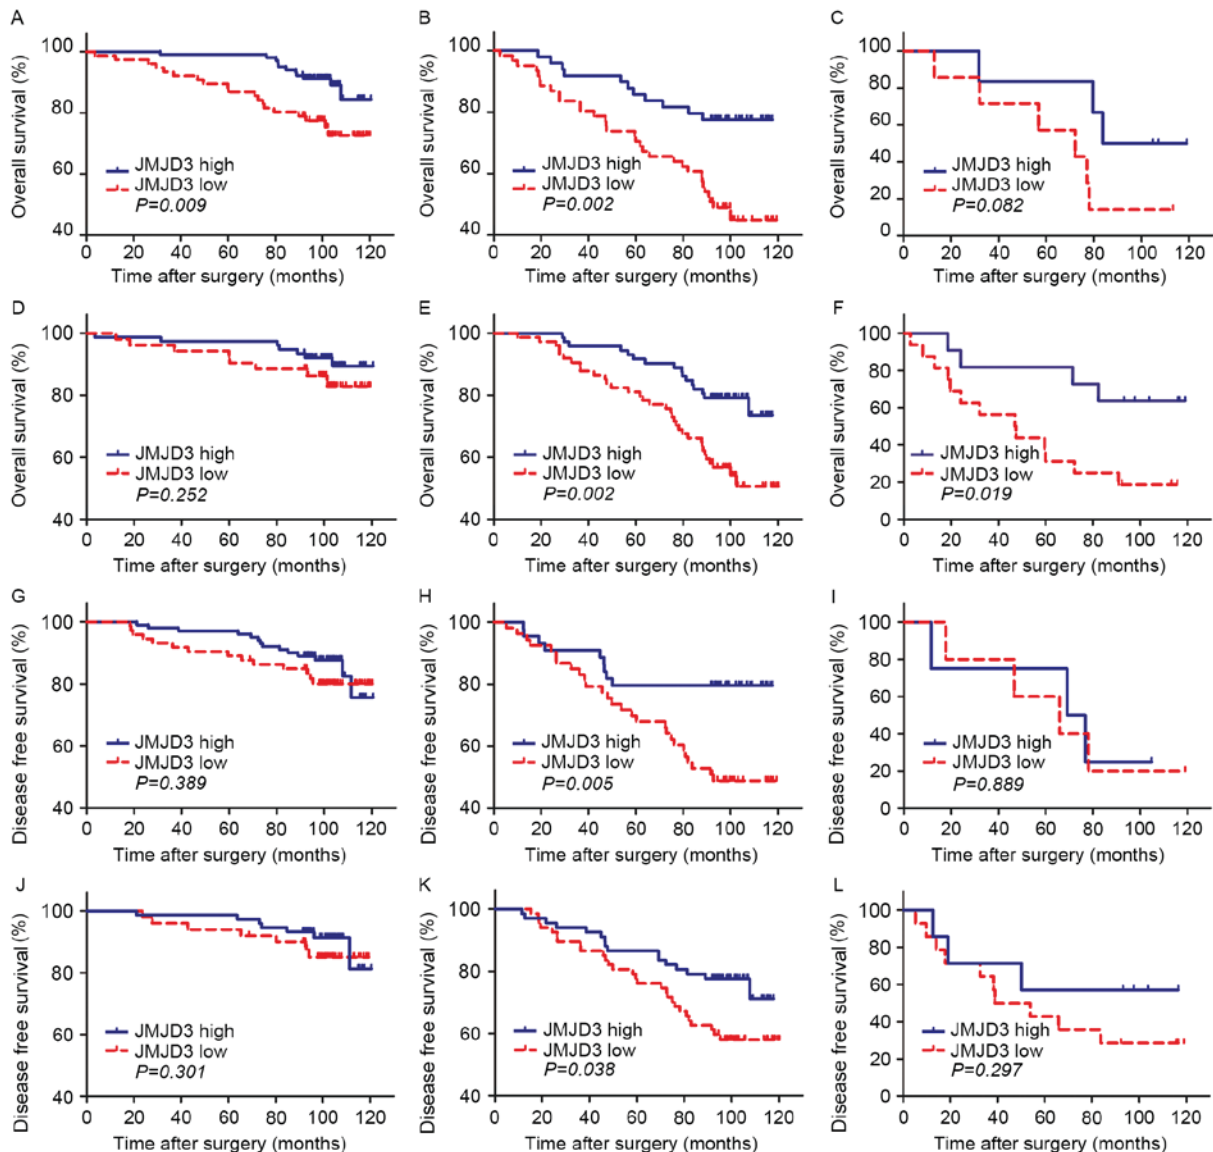 A
Overall survival (%)
100
80
60
40
JMJD3 high
JMJD3 low
P=0.009
0 20 40 60 80 100 120
Time after surgery (months)
B
Overall survival (%)
100
80
60
40
JMJD3 high
JMJD3 low
P=0.002
0 20 40 60 80 100 120
Time after surgery (months)
C
Overall survival (%)
100
80
60
40
20
0
JMJD3 high
JMJD3 low
P=0.082
0 20 40 60 80 100 120
Time after surgery (months)
D
Overall survival (%)
100
80
60
40
JMJD3 high
JMJD3 low
P=0.252
0 20 40 60 80 100 120
Time after surgery (months)
E
Overall survival (%)
100
80
60
40
JMJD3 high
JMJD3 low
P=0.002
0 20 40 60 80 100 120
Time after surgery (months)
F
Overall survival (%)
100
80
60
40
20
0
JMJD3 high
JMJD3 low
P=0.019
0 20 40 60 80 100 120
Time after surgery (months)
G
Disease free survival (%)
100
80
60
40
JMJD3 high
JMJD3 low
P=0.389
0 20 40 60 80 100 120
Time after surgery (months)
H
Disease free survival (%)
100
80
60
40
JMJD3 high
JMJD3 low
P=0.005
0 20 40 60 80 100 120
Time after surgery (months)
I
Disease free survival (%)
100
80
60
40
20
0
JMJD3 high
JMJD3 low
P=0.889
0 20 40 60 80 100 120
Time after surgery (months)
J
Disease free survival (%)
100
80
60
40
JMJD3 high
JMJD3 low
P=0.301
0 20 40 60 80 100 120
Time after surgery (months)
K
Disease free survival (%)
100
80
60
40
JMJD3 high
JMJD3 low
P=0.038
0 20 40 60 80 100 120
Time after surgery (months)
L
Disease free survival (%)
100
80
60
40
20
0
JMJD3 high
JMJD3 low
P=0.297
0 20 40 60 80 100 120
Time after surgery (months)